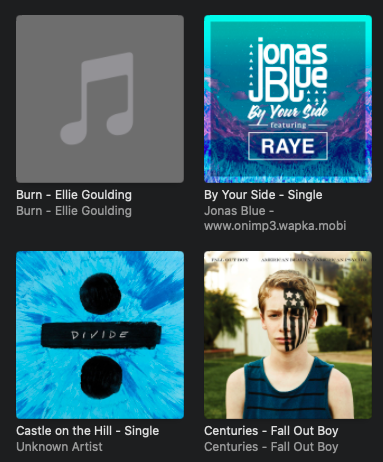 Burn - Ellie Goulding
Burn - Ellie Goulding
Jonas
Blue
By Your Side
featuring
RAYE
By Your Side - Single
Jonas Blue -
www.onimp3.wapka.mobi
DIVIDE
Castle on the Hill - Single
Unknown Artist
FALL OUT BOY
AMERICAN BEAUTY/AMERICAN PSYCHO
Centuries - Fall Out Boy
Centuries - Fall Out Boy